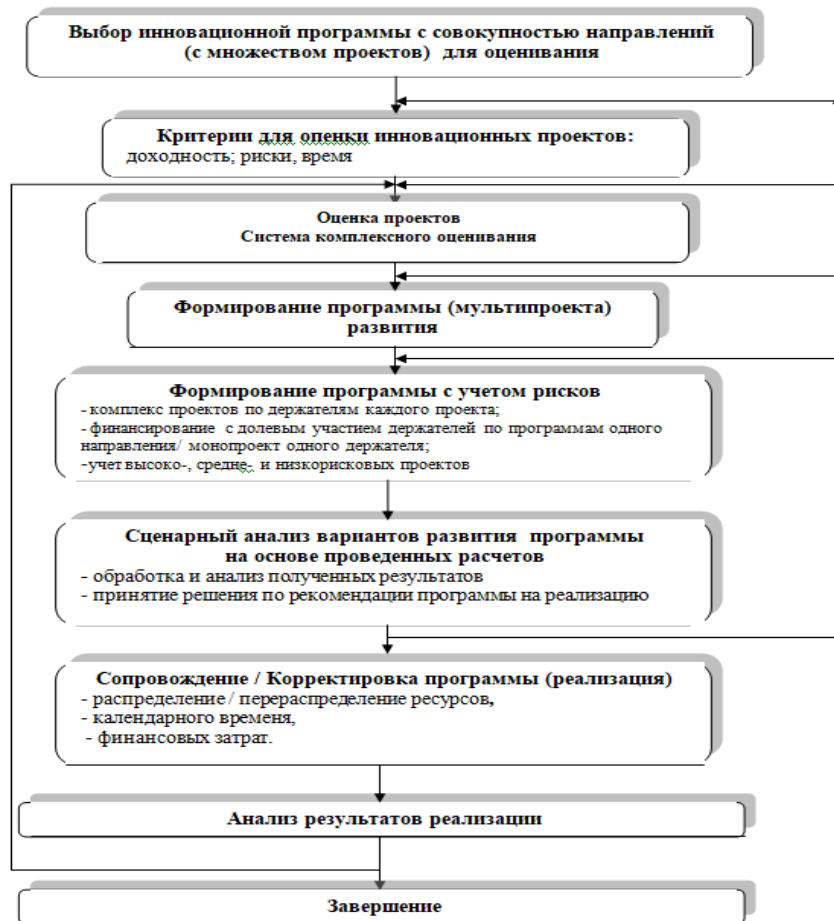 Выбор инновационной программы с совокупностью направлений
(с множеством проектов) для оценивания
Критерии для опенки инновационных проектов:
доходность; риски, время
Оценка проектов
Система комплексного оценивания
Формирование программы (мультипроекта)
развития
Формирование программы с учетом рисков
- комплекс проектов по держателям каждого проекта;
- финансирование с долевым участием держателей по программам одного
направления/ монопроект одного держателя;
-учет высоко-, средне- и низкорисковых проектов
Сценарный анализ вариантов развития программы
на основе проведенных расчетов
- обработка и анализ полученных результатов
- принятие решения по рекомендации программы на реализацию
Сопровождение / Корректировка программы (реализация)
- распределение / перераспределение ресурсов,
- календарного временя,
- финансовых затрат.
Анализ результатов реализации
Завершение